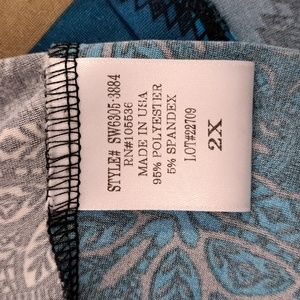 STYLE# SW6305-3884
RN#105536
MADE IN USA
95% POLYESTER
5% SPANDEX
LOT#22709
2X